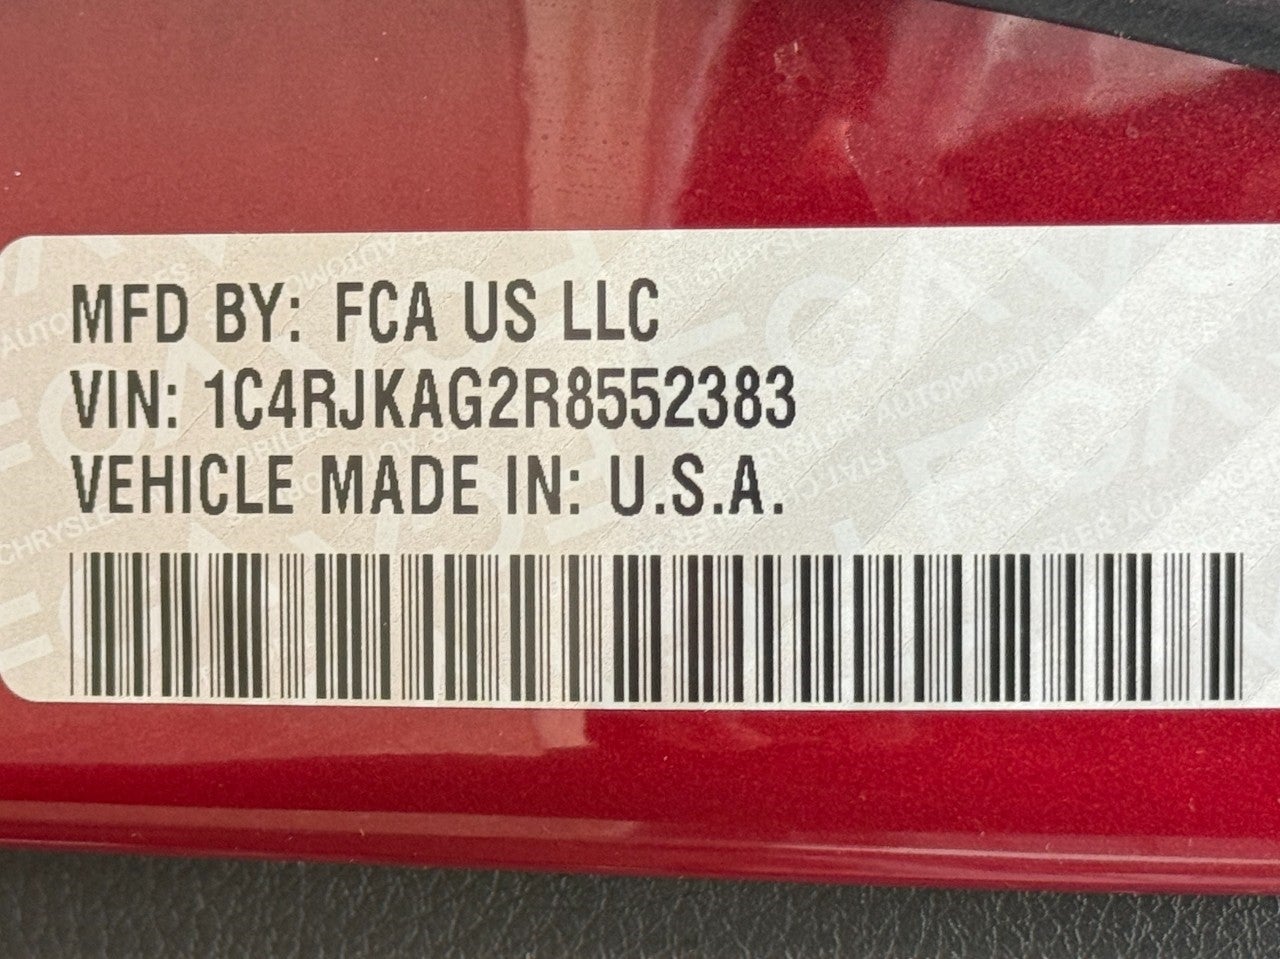 MFD BY: FCA US LLC
VIN: 1C4RJKAG2R8552383
VEHICLE MADE IN: U.S.A.